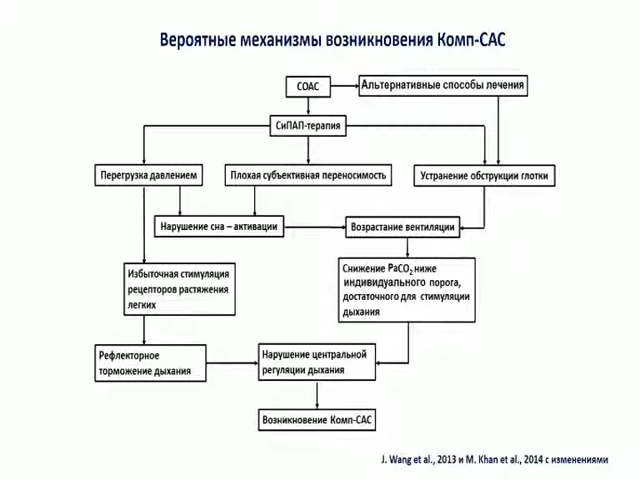 Вероятные механизмы возникновения Комп-САС
СОАС
Альтернативные способы лечения
СиПАП-терапия
Перегрузка давлением
Плохая субъективная переносимость
Устранение обструкции глотки
Нарушение сна – активации
Возрастание вентиляции
Избыточная стимуляция
рецепторов растяжения
легких
Снижение PaCO2 ниже
индивидуального порога,
достаточного для стимуляции
дыхания
Рефлекторное
торможение дыхания
Нарушение центральной
регуляции дыхания
Возникновение Комп-САС
J. Wang et al., 2013 и M. Khan et al., 2014 с изменениями